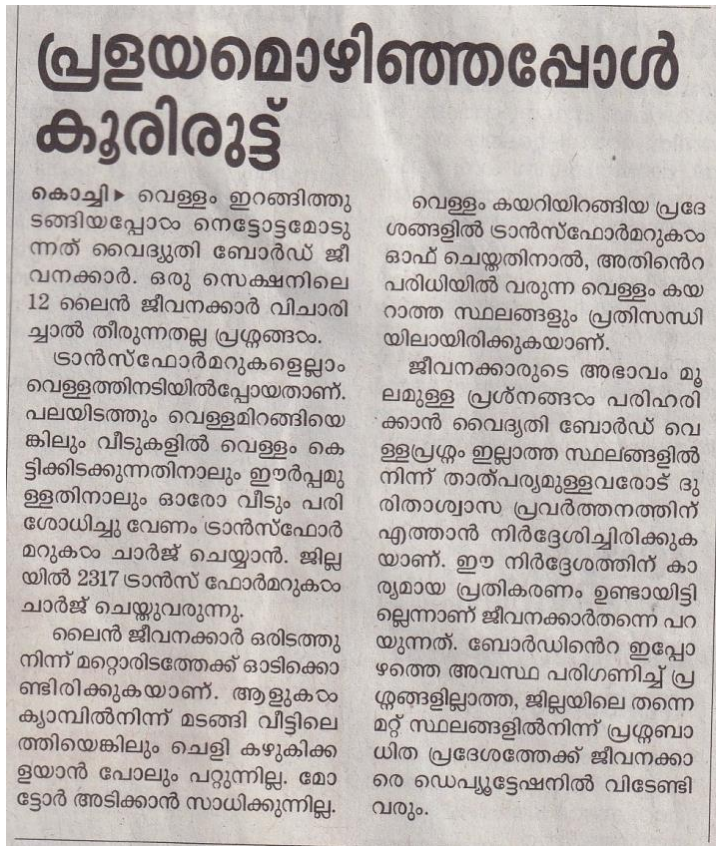 പ്രളയമൊഴിഞ്ഞപ്പോൾ
കൂരിരുട്ട്
കൊച്ചി▶ വെള്ളം ഇറങ്ങിത്തു
ടങ്ങിയപ്പോൾ നെട്ടോട്ടമോടു
ന്നത് വൈദ്യുതി ബോർഡ് ജീ
വനക്കാർ. ഒരു സെക്ഷനിലെ
12 ലൈൻ ജീവനക്കാർ വിചാരി
ച്ചാൽ തീരുന്നതല്ല പ്രശ്നങ്ങൾ.
ട്രാൻസ്ഫോർമറുകളെല്ലാം
വെള്ളത്തിനടിയിൽപ്പോയതാണ്.
പലയിടത്തും വെള്ളമിറങ്ങിയെ
ങ്കിലും വീടുകളിൽ വെള്ളം കെ
ട്ടിക്കിടക്കുന്നതിനാലും ഈർപ്പമു
ള്ളതിനാലും ഓരോ വീടും പരി
ശോധിച്ചു വേണം ട്രാൻസ്ഫോർ
മറുകൾ ചാർജ് ചെയ്യാൻ. ജില്ല
യിൽ 2317 ട്രാൻസ് ഫോർമറുകൾ
ചാർജ് ചെയ്തുവരുന്നു.
ലൈൻ ജീവനക്കാർ ഒരിടത്തു
നിന്ന് മറ്റൊരിടത്തേക്ക് ഓടിക്കൊ
ണ്ടിരിക്കുകയാണ്. ആളുകൾ
ക്യാമ്പിൽനിന്ന് മടങ്ങി വീട്ടിലെ
ത്തിയെങ്കിലും ചെളി കഴുകിക്ക
ളയാൻ പോലും പറ്റുന്നില്ല. മോ
ട്ടോർ അടിക്കാൻ സാധിക്കുന്നില്ല.
വെള്ളം കയറിയിറങ്ങിയ പ്രദേ
ശങ്ങളിൽ ട്രാൻസ്ഫോർമറുകൾ
ഓഫ് ചെയ്തതിനാൽ, അതിൻെറ
പരിധിയിൽ വരുന്ന വെള്ളം കയ
റാത്ത സ്ഥലങ്ങളും പ്രതിസന്ധി
യിലായിരിക്കുകയാണ്.
ജീവനക്കാരുടെ അഭാവം മൂ
ലമുള്ള പ്രശ്നങ്ങൾ പരിഹരി
ക്കാൻ വൈദ്യതി ബോർഡ് വെ
ള്ളപ്രശ്നം ഇല്ലാത്ത സ്ഥലങ്ങളിൽ
നിന്ന് താത്പര്യമുള്ളവരോട് ദു
രിതാശ്വാസ പ്രവർത്തനത്തിന്
എത്താൻ നിർദ്ദേശിച്ചിരിക്കുക
യാണ്. ഈ നിർദ്ദേശത്തിന് കാ
ര്യമായ പ്രതികരണം ഉണ്ടായിട്ടി
ല്ലെന്നാണ് ജീവനക്കാർതന്നെ പറ
യുന്നത്. ബോർഡിൻെറ ഇപ്പോ
ഴത്തെ അവസ്ഥ പരിഗണിച്ച് പ്ര
ശ്നങ്ങളില്ലാത്ത, ജില്ലയിലെ തന്നെ
മറ്റ് സ്ഥലങ്ങളിൽനിന്ന് പ്രശ്നബാ
ധിത പ്രദേശത്തേക്ക് ജീവനക്കാ
രെ ഡെപ്യൂട്ടേഷനിൽ വിടേണ്ടി
വരും.